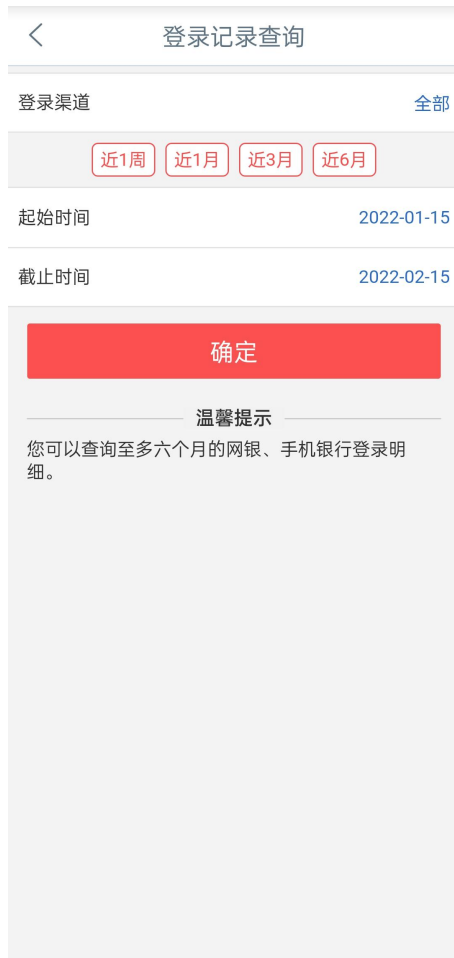 登录记录查询
登录渠道 全部
近1周 近1月 近3月 近6月
起始时间 2022-01-15
截止时间 2022-02-15
确定
温馨提示
您可以查询至多六个月的网银、手机银行登录明
细。